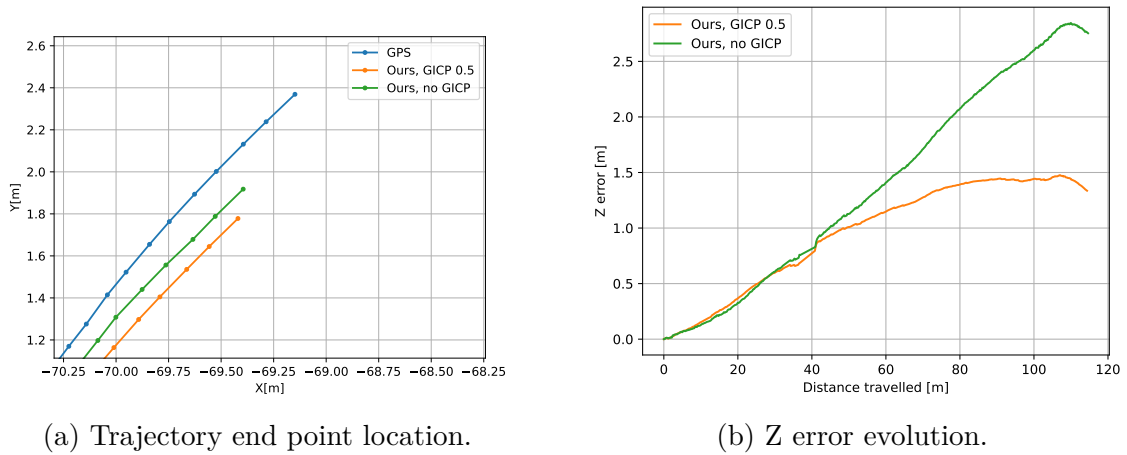 2.6
2.4
2.2
2.0
1.8
1.6
1.4
1.2
Y[m]
−70.25 −70.00 −69.75 −69.50 −69.25 −69.00 −68.75 −68.50 −68.25
X[m]
GPS
Ours, GICP 0.5
Ours, no GICP
(a) Trajectory end point location.
Ours, GICP 0.5
Ours, no GICP
2.5
2.0
1.5
1.0
0.5
0.0
Z error [m]
0 20 40 60 80 100 120
Distance travelled [m]
(b) Z error evolution.